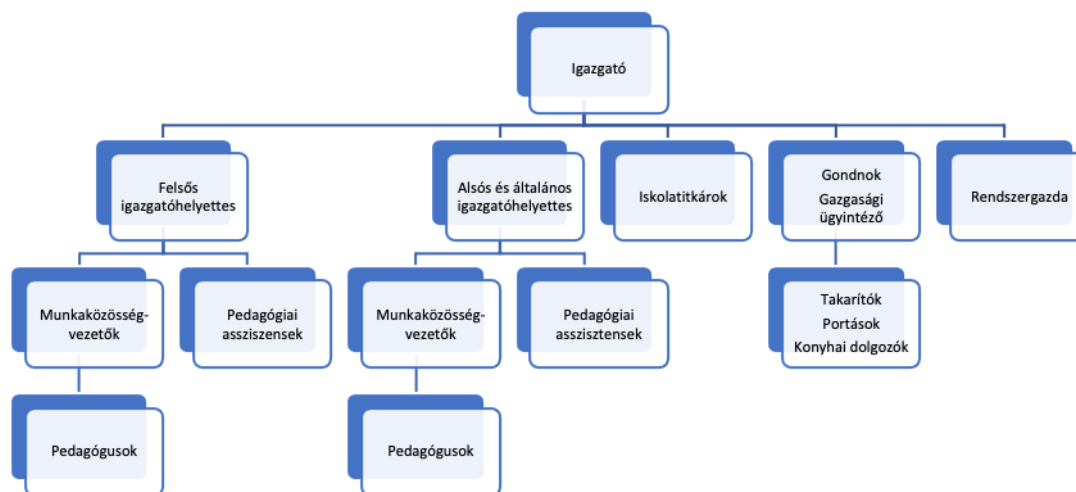 Igazgató
Felsős
igazgatóhelyettes
Alsós és általános
igazgatóhelyettes
Iskolatitkárok
Gondnok
Gazgasági
ügyintéző
Rendszergazda
Munkaközösség-
vezetők
Pedagógiai
assziszensek
Munkaközösség-
vezetők
Pedagógiai
asszisztensek
Takarítók
Portások
Konyhai dolgozók
Pedagógusok
Pedagógusok